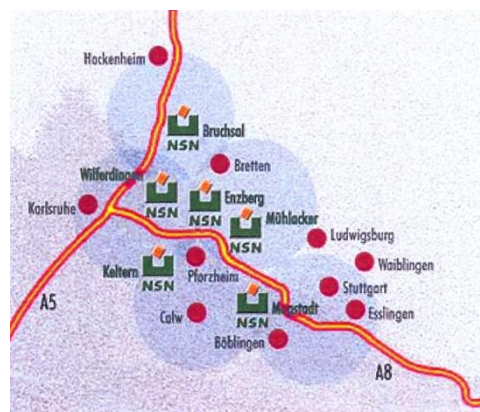 Hockenheim
Bruchsal
NSN
Bretten
Wilferdingen
NSN
Enzberg
NSN
Karlsruhe
Mühlacker
NSN
Ludwigsburg
Waiblingen
Keltern
NSN
Pforzheim
Stuttgart
A5
Calw
NSN
Esslingen
Böblingen
A8